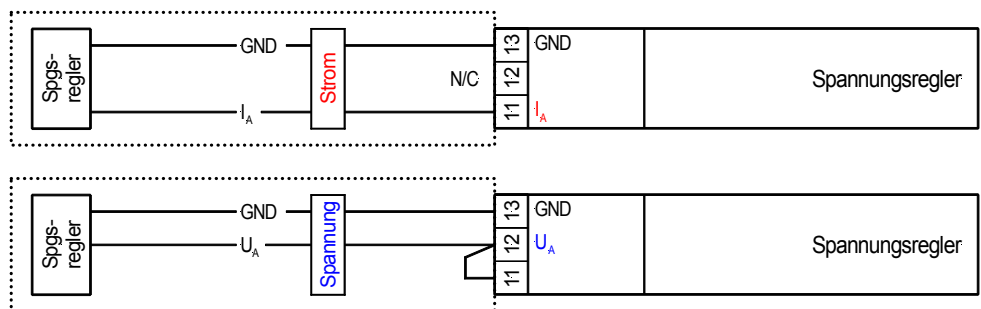 Spgs-
regler
GND
I_A
Strom
N/C
13
12
11
GND
I_A
Spannungsregler
Spgs-
regler
GND
U_A
Spannung
13
12
11
GND
U_A
Spannungsregler